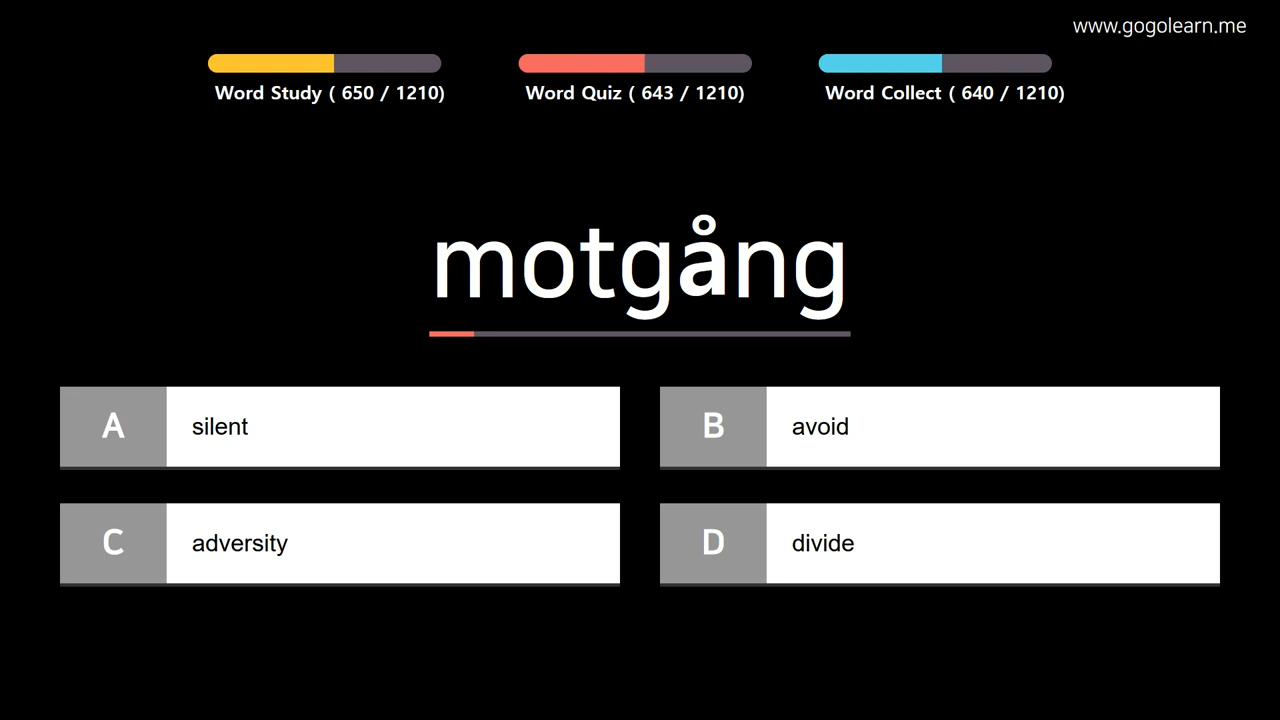 www.gogolearn.me
Word Study ( 650 / 1210)
Word Quiz ( 643 / 1210)
Word Collect ( 640 / 1210)
motgång
A silent
B avoid
C adversity
D divide